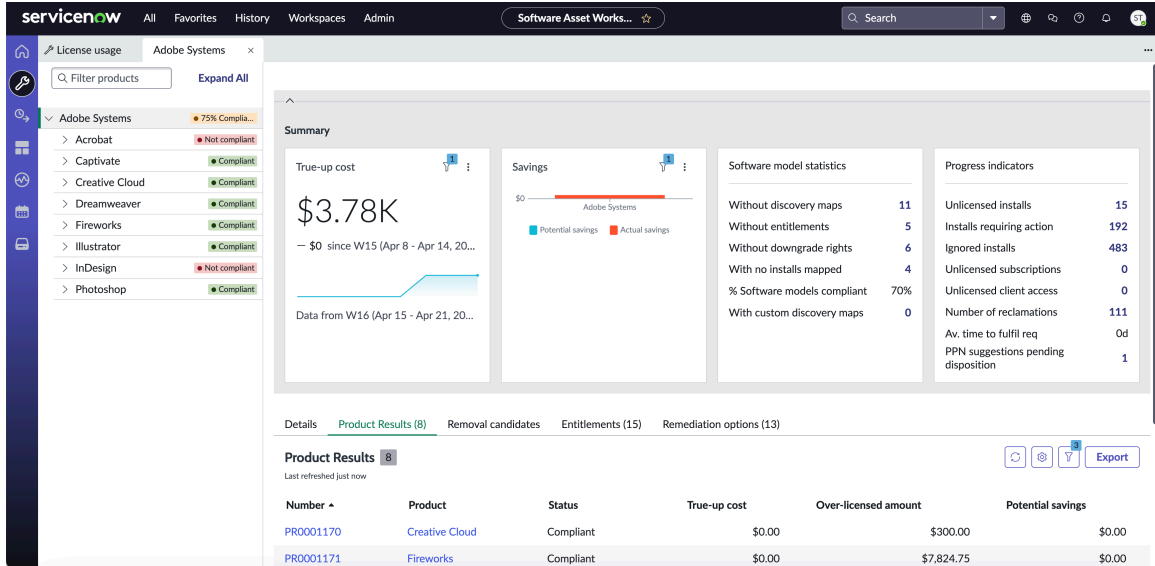 servicenow All Favorites History Workspaces Admin Software Asset Works... Search ST
License usage Adobe Systems ×
Filter products Expand All
Adobe Systems 75% Complia...
Acrobat Not compliant
Captivate Compliant
Creative Cloud Compliant
Dreamweaver Compliant
Fireworks Compliant
Illustrator Compliant
InDesign Not compliant
Photoshop Compliant
Summary
True-up cost 1
$3.78K
— $0 since W15 (Apr 8 - Apr 14, 20...
Data from W16 (Apr 15 - Apr 21, 20...
Savings 1
$0
Adobe Systems
Potential savings Actual savings
Software model statistics
Without discovery maps 11
Without entitlements 5
Without downgrade rights 6
With no installs mapped 4
% Software models compliant 70%
With custom discovery maps 0
Progress indicators
Unlicensed installs 15
Installs requiring action 192
Ignored installs 483
Unlicensed subscriptions 0
Unlicensed client access 0
Number of reclamations 111
Av. time to fulfil req 0d
PPN suggestions pending
disposition 1
Details Product Results (8) Removal candidates Entitlements (15) Remediation options (13)
Product Results 8 3 Export
Last refreshed just now
Number Product Status True-up cost Over-licensed amount Potential savings
PR0001170 Creative Cloud Compliant $0.00 $300.00 $0.00
PR0001171 Fireworks Compliant $0.00 $7,824.75 $0.00